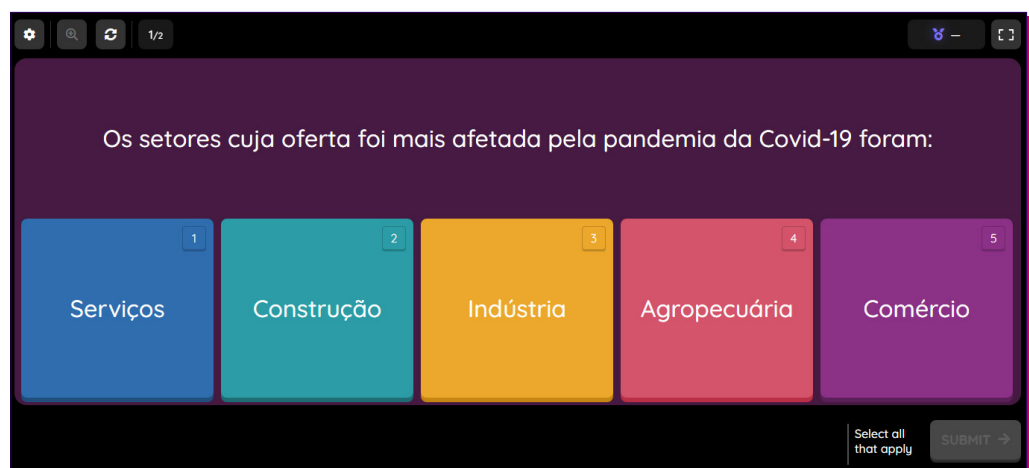 1/2
–
Os setores cuja oferta foi mais afetada pela pandemia da Covid-19 foram:
1
Serviços
2
Construção
3
Indústria
4
Agropecuária
5
Comércio
Select all
that apply
SUBMIT →